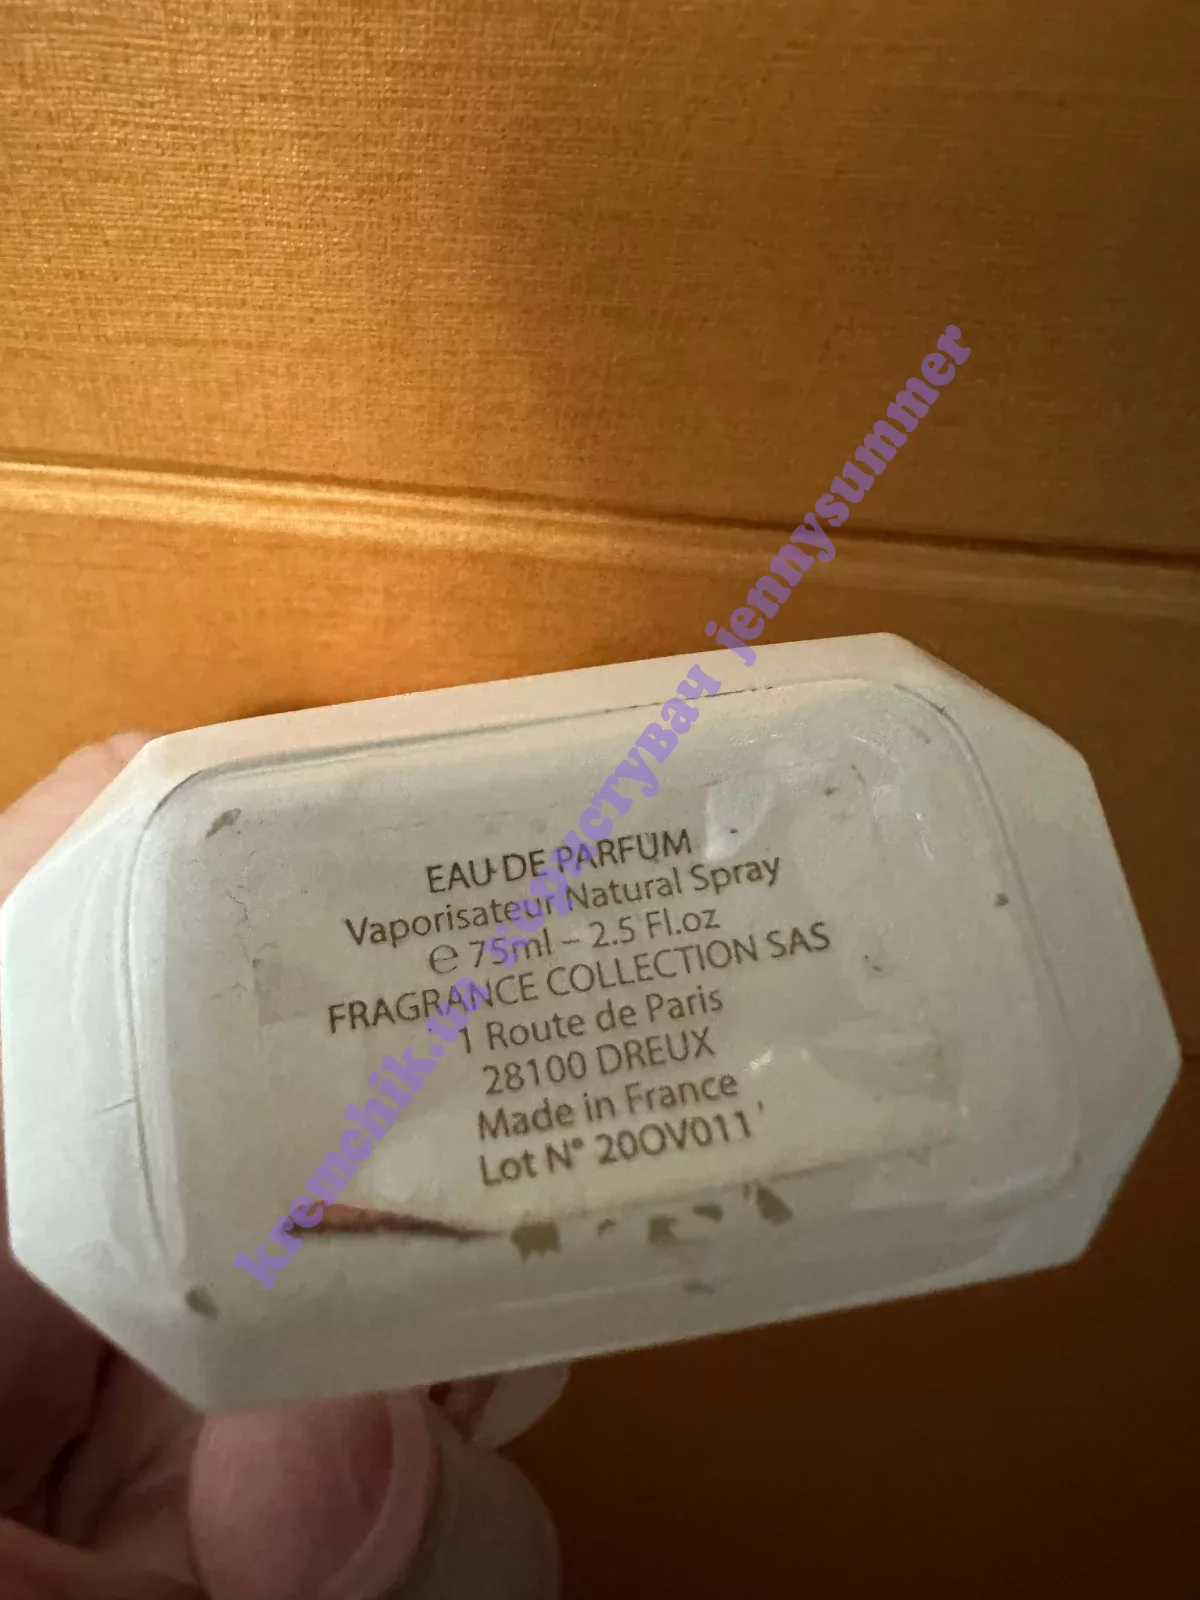 EAU DE PARFUM
Vaporisateur Natural Spray
℮ 75ml – 2.5 Fl.oz
FRAGRANCE COLLECTION SAS
1 Route de Paris
28100 DREUX
Made in France
Lot N° 20OV011
kremchik.ua користувач jennysummer